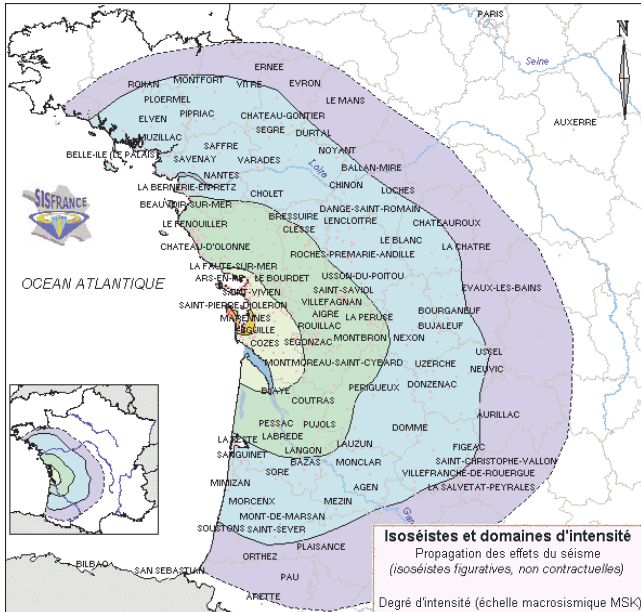 PARIS
N
Seine
ERNEE
ROHAN
MONTFORT
VITRE
EVRON
PLOERMEL
LE MANS
ELVEN
PIPRIAC
CHATEAU-GONTIER
SEGRE
DURTAL
AUXERRE
MUZILLAC
SAFFRE
NOYANT
BELLE-ILE (LE PALAIS)
SAVENAY
VARADES
Loire
BALLAN-MIRE
NANTES
CHINON
LA BERNERIE-EN-RETZ
CHOLET
LOCHES
BEAUVOIR-SUR-MER
DANGE-SAINT-ROMAIN
SISFRANCE
LE FENOUILLER
BRESSUIRE
LENCLOITRE
CLESSE
CHATEAUROUX
CHATEAU-D'OLONNE
LE BLANC
LA CHATRE
ROCHES-PREMARIE-ANDILLE
LA FAUTE-SUR-MER
OCEAN ATLANTIQUE
ARS-EN-RE
LE BOURDET
USSON-DU-POITOU
SAINT-VIVIEN
SAINT-SAVIOL
EVAUX-LES-BAINS
SAINT-PIERRE-D'OLERON
VILLEFAGNAN
MARENNES
AIGRE
LA PERUSE
BOURGANEUF
ROUILLAC
BUJALEUF
COZES
SEGONZAC
MONTBRON
NEXON
USSEL
MONTMOREAU-SAINT-CYBARD
UZERCHE
NEUVIC
BLAYE
PERIGUEUX
DONZENAC
COUTRAS
AURILLAC
PESSAC
PUJOLS
DOMME
LA TESTE
LABREDE
LAUZUN
FIGEAC
SANGUINET
LANGON
BAZAS
MONCLAR
SAINT-CHRISTOPHE-VALLON
SORE
VILLEFRANCHE-DE-ROUERGUE
MIMIZAN
AGEN
LA SALVETAT-PEYRALES
MORCENX
MEZIN
MONT-DE-MARSAN
SOUSTONS
SAINT-SEVER
PLAISANCE
ORTHEZ
BILBAO
SAN SEBASTIAN
PAU
ARETTE
Isoséistes et domaines d'intensité
Propagation des effets du séisme
(isoséistes figuratives, non contractuelles)
Degré d'intensité (échelle macrosismique MSK)